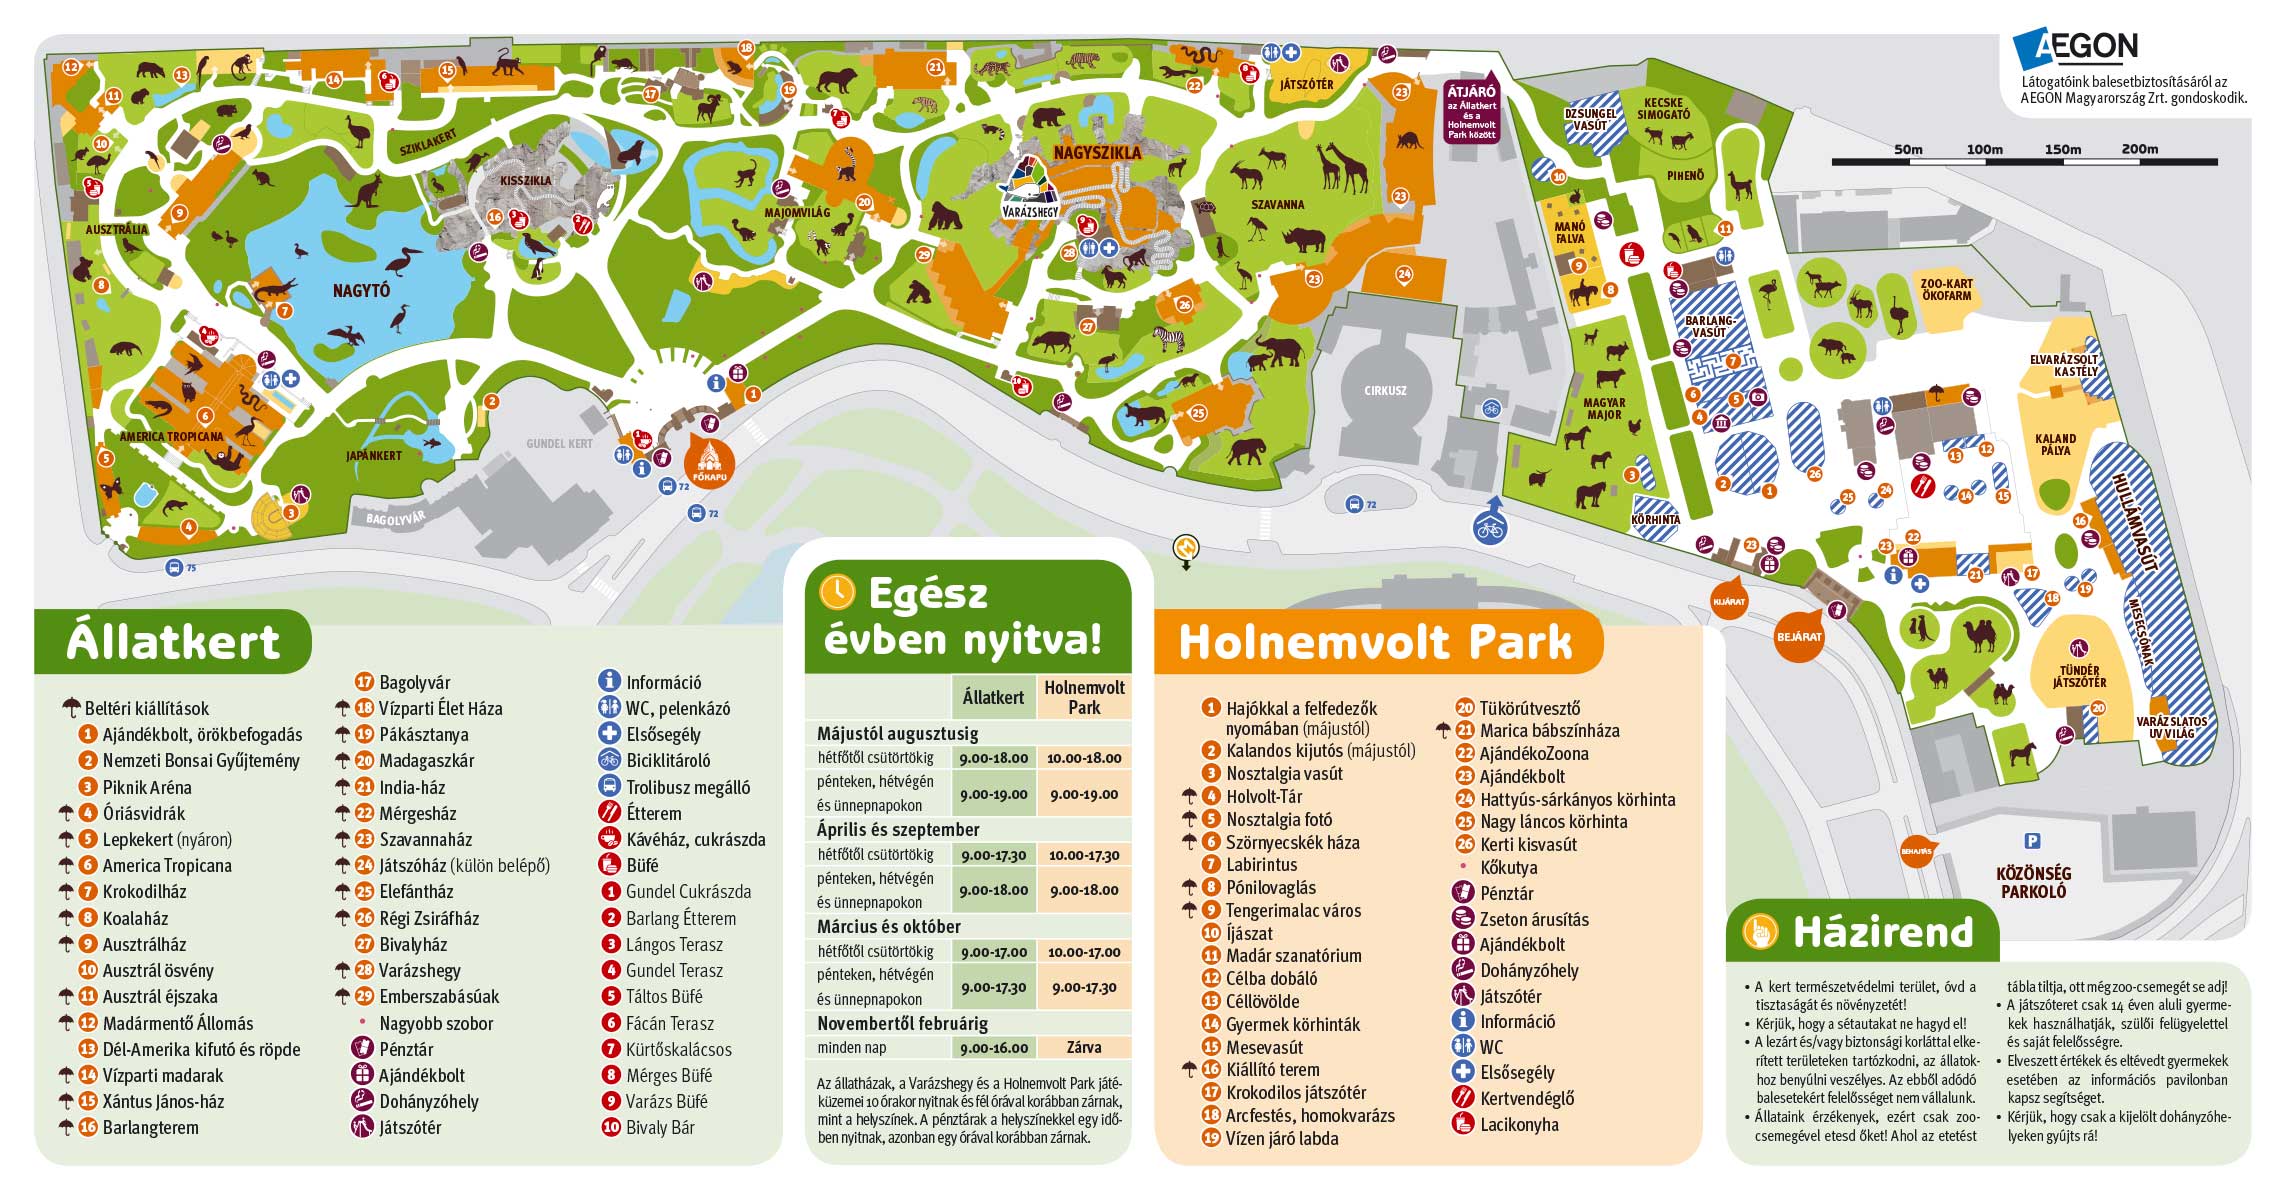 AEGON
Látogatóink balesetbiztosításáról az
AEGON Magyarország Zrt. gondoskodik.
50m 100m 150m 200m
ÁTJÁRÓ
az Állatkert
és a
Holnemvolt
Park között
SZIKLAKERT
KISSZIKLA
AUSZTRÁLIA
NAGYTÓ
AMERICA TROPICANA
JAPÁNKERT
GUNDEL KERT
BAGOLYVÁR
MAJOMVILÁG
NAGYSZIKLA
VARÁZSHEGY
JÁTSZÓTÉR
SZAVANNA
CIRKUSZ
FŐKAPU
72
72
72
75
DZSUNGEL
VASÚT
KECSKE
SIMOGATÓ
PIHENŐ
MANÓ
FALVA
BARLANG-
VASÚT
MAGYAR
MAJOR
KÖRHINTA
ZOO-KART
ÖKOFARM
ELVARÁZSOLT
KASTÉLY
KALAND
PÁLYA
HULLÁMVASÚT
MESECSÓNAK
TÜNDÉR
JÁTSZÓTÉR
VARÁZSLATOS
UV VILÁG
KIJÁRAT
BEJÁRAT
BEHAJTÁS
P
KÖZÖNSÉG
PARKOLÓ
Állatkert
Beltéri kiállítások
1 Ajándékbolt, örökbefogadás
2 Nemzeti Bonsai Gyűjtemény
3 Piknik Aréna
4 Óriásvidrák
5 Lepkekert (nyáron)
6 America Tropicana
7 Krokodilház
8 Koalaház
9 Ausztrálház
10 Ausztrál ösvény
11 Ausztrál éjszaka
12 Madármentő Állomás
13 Dél-Amerika kifutó és röpde
14 Vízparti madarak
15 Xántus János-ház
16 Barlangterem
17 Bagolyvár
18 Vízparti Élet Háza
19 Pákásztanya
20 Madagaszkár
21 India-ház
22 Mérgesház
23 Szavannaház
24 Játszóház (külön belépő)
25 Elefántház
26 Régi Zsiráfház
27 Bivalyház
28 Varázshegy
29 Emberszabásúak
Nagyobb szobor
Pénztár
Ajándékbolt
Dohányzóhely
Játszótér
Információ
WC, pelenkázó
Elsősegély
Biciklitároló
Trolibusz megálló
Étterem
Kávéház, cukrászda
Büfé
1 Gundel Cukrászda
2 Barlang Étterem
3 Lángos Terasz
4 Gundel Terasz
5 Táltos Büfé
6 Fácán Terasz
7 Kürtőskalácsos
8 Mérges Büfé
9 Varázs Büfé
10 Bivaly Bár
Egész
évben nyitva!
Állatkert Holnemvolt Park
Májustól augusztusig
hétfőtől csütörtökig 9.00-18.00 10.00-18.00
pénteken, hétvégén
és ünnepnapokon 9.00-19.00 9.00-19.00
Április és szeptember
hétfőtől csütörtökig 9.00-17.30 10.00-17.30
pénteken, hétvégén
és ünnepnapokon 9.00-18.00 9.00-18.00
Március és október
hétfőtől csütörtökig 9.00-17.00 10.00-17.00
pénteken, hétvégén
és ünnepnapokon 9.00-17.30 9.00-17.30
Novembertől februárig
minden nap 9.00-16.00 Zárva
Az állatházak, a Varázshegy és a Holnemvolt Park játé-
küzemei 10 órakor nyitnak és fél órával korábban zárnak,
mint a helyszínek. A pénztárak a helyszínekkel egy idő-
ben nyitnak, azonban egy órával korábban zárnak.
Holnemvolt Park
1 Hajókkal a felfedezők
nyomában (májustól)
2 Kalandos kijutós (májustól)
3 Nosztalgia vasút
4 Holvolt-Tár
5 Nosztalgia fotó
6 Szörnyecskék háza
7 Labirintus
8 Pónilovaglás
9 Tengerimalac város
10 Íjászat
11 Madár szanatórium
12 Célba dobáló
13 Céllövölde
14 Gyermek körhinták
15 Mesevasút
16 Kiállító terem
17 Krokodilos játszótér
18 Arcfestés, homokvarázs
19 Vízen járó labda
20 Tükörútvesztő
21 Marica bábszínháza
22 AjándékoZoona
23 Ajándékbolt
24 Hattyús-sárkányos körhinta
25 Nagy láncos körhinta
26 Kerti kisvasút
Kőkutya
Pénztár
Zseton árusítás
Ajándékbolt
Dohányzóhely
Játszótér
Információ
WC
Elsősegély
Kertvendéglő
Lacikonyha
Házirend
• A kert természetvédelmi terület, óvd a
tisztaságát és növényzetét!
• Kérjük, hogy a sétautakat ne hagyd el!
• A lezárt és/vagy biztonsági korláttal elke-
rített területeken tartózkodni, az állatok-
hoz benyúlni veszélyes. Az ebből adódó
balesetekért felelősséget nem vállalunk.
• Állataink érzékenyek, ezért csak zoo-
csemegével etesd őket! Ahol az etetést
tábla tiltja, ott még zoo-csemegét se adj!
• A játszóteret csak 14 éven aluli gyerme-
kek használhatják, szülői felügyelettel
és saját felelősségre.
• Elveszett értékek és eltévedt gyermekek
esetében az információs pavilonban
kapsz segítséget.
• Kérjük, hogy csak a kijelölt dohányzóhe-
lyeken gyújts rá!